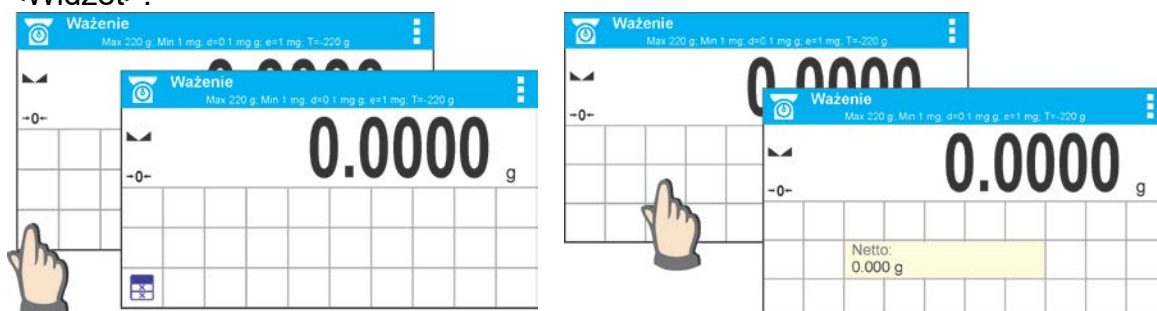 Ważenie
Max 220 g; Min 1 mg; d=0.1 mg g; e=1 mg; T=-220 g
0.0000
→0←
Ważenie
Max 220 g; Min 1 mg; d=0.1 mg g; e=1 mg; T=-220 g
0.0000 g
→0←
Ważenie
Max 220 g; Min 1 mg; d=0.1 mg g; e=1 mg; T=-220 g
0.0000
→0←
Ważenie
Max 220 g; Min 1 mg; d=0.1 mg g; e=1 mg; T=-220 g
0.0000 g
→0←
Netto:
0.000 g